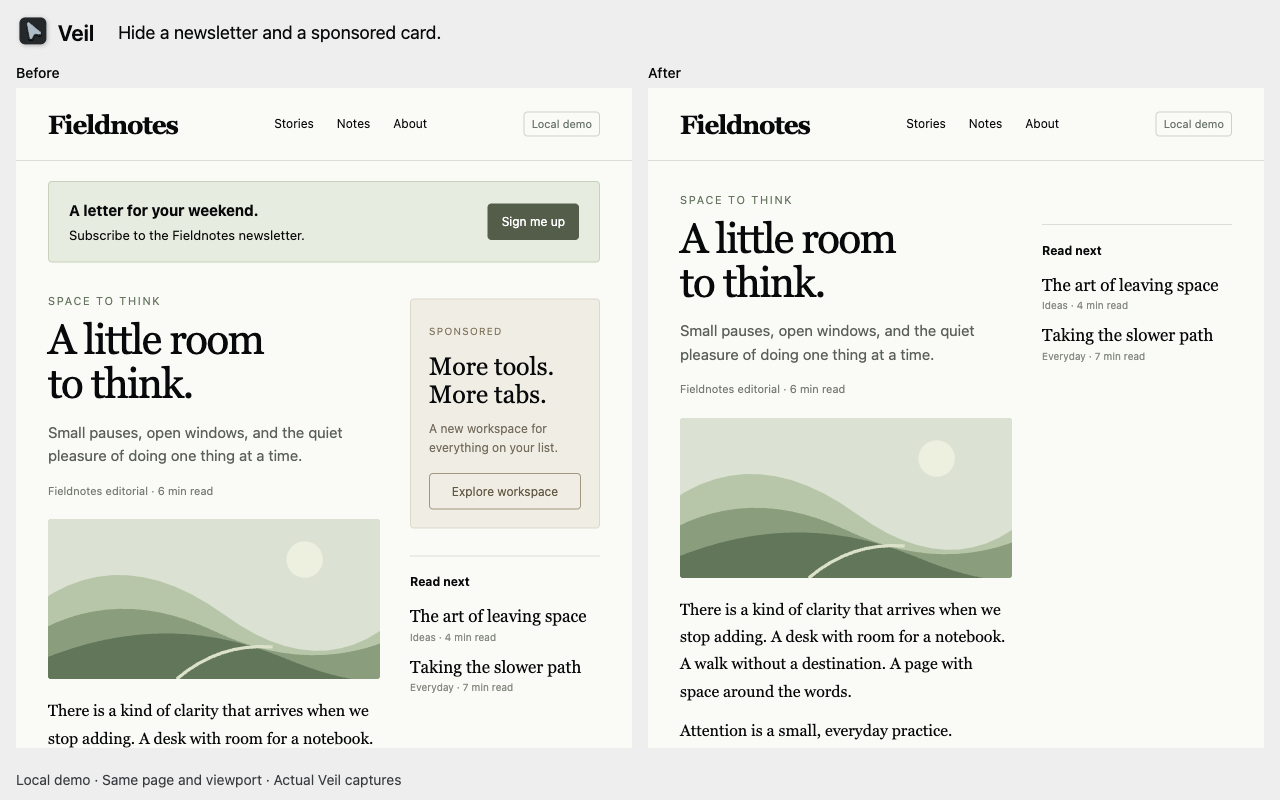 Veil
Hide a newsletter and a sponsored card.
Before
Fieldnotes
Stories
Notes
About
Local demo
A letter for your weekend.
Subscribe to the Fieldnotes newsletter.
Sign me up
SPACE TO THINK
A little room
to think.
Small pauses, open windows, and the quiet
pleasure of doing one thing at a time.
Fieldnotes editorial · 6 min read
There is a kind of clarity that arrives when we
stop adding. A desk with room for a notebook.
SPONSORED
More tools.
More tabs.
A new workspace for
everything on your list.
Explore workspace
Read next
The art of leaving space
Ideas · 4 min read
Taking the slower path
Everyday · 7 min read
After
Fieldnotes
Stories
Notes
About
Local demo
SPACE TO THINK
A little room
to think.
Small pauses, open windows, and the quiet
pleasure of doing one thing at a time.
Fieldnotes editorial · 6 min read
There is a kind of clarity that arrives when we
stop adding. A desk with room for a notebook.
A walk without a destination. A page with
space around the words.
Attention is a small, everyday practice.
Read next
The art of leaving space
Ideas · 4 min read
Taking the slower path
Everyday · 7 min read
Local demo · Same page and viewport · Actual Veil captures